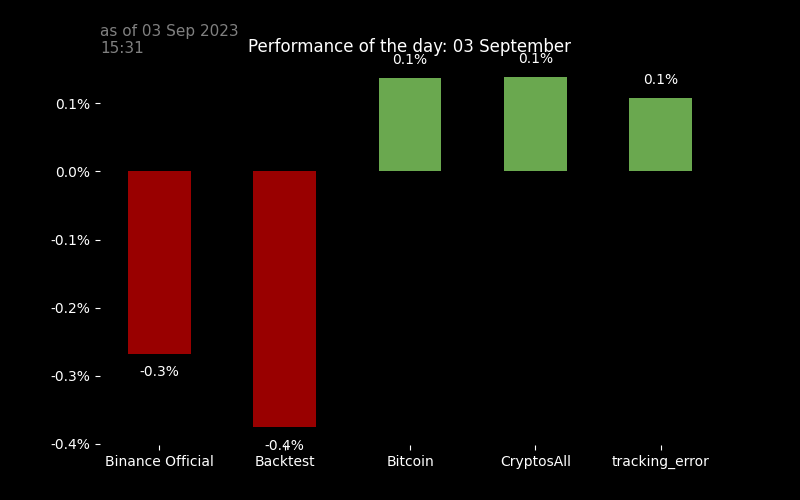 as of 03 Sep 2023
15:31
Performance of the day: 03 September
0.1%
0.1%
0.1%
0.1%
0.0%
-0.1%
-0.2%
-0.3%
-0.4%
-0.3%
-0.4%
Binance Official
Backtest
Bitcoin
CryptosAll
tracking_error